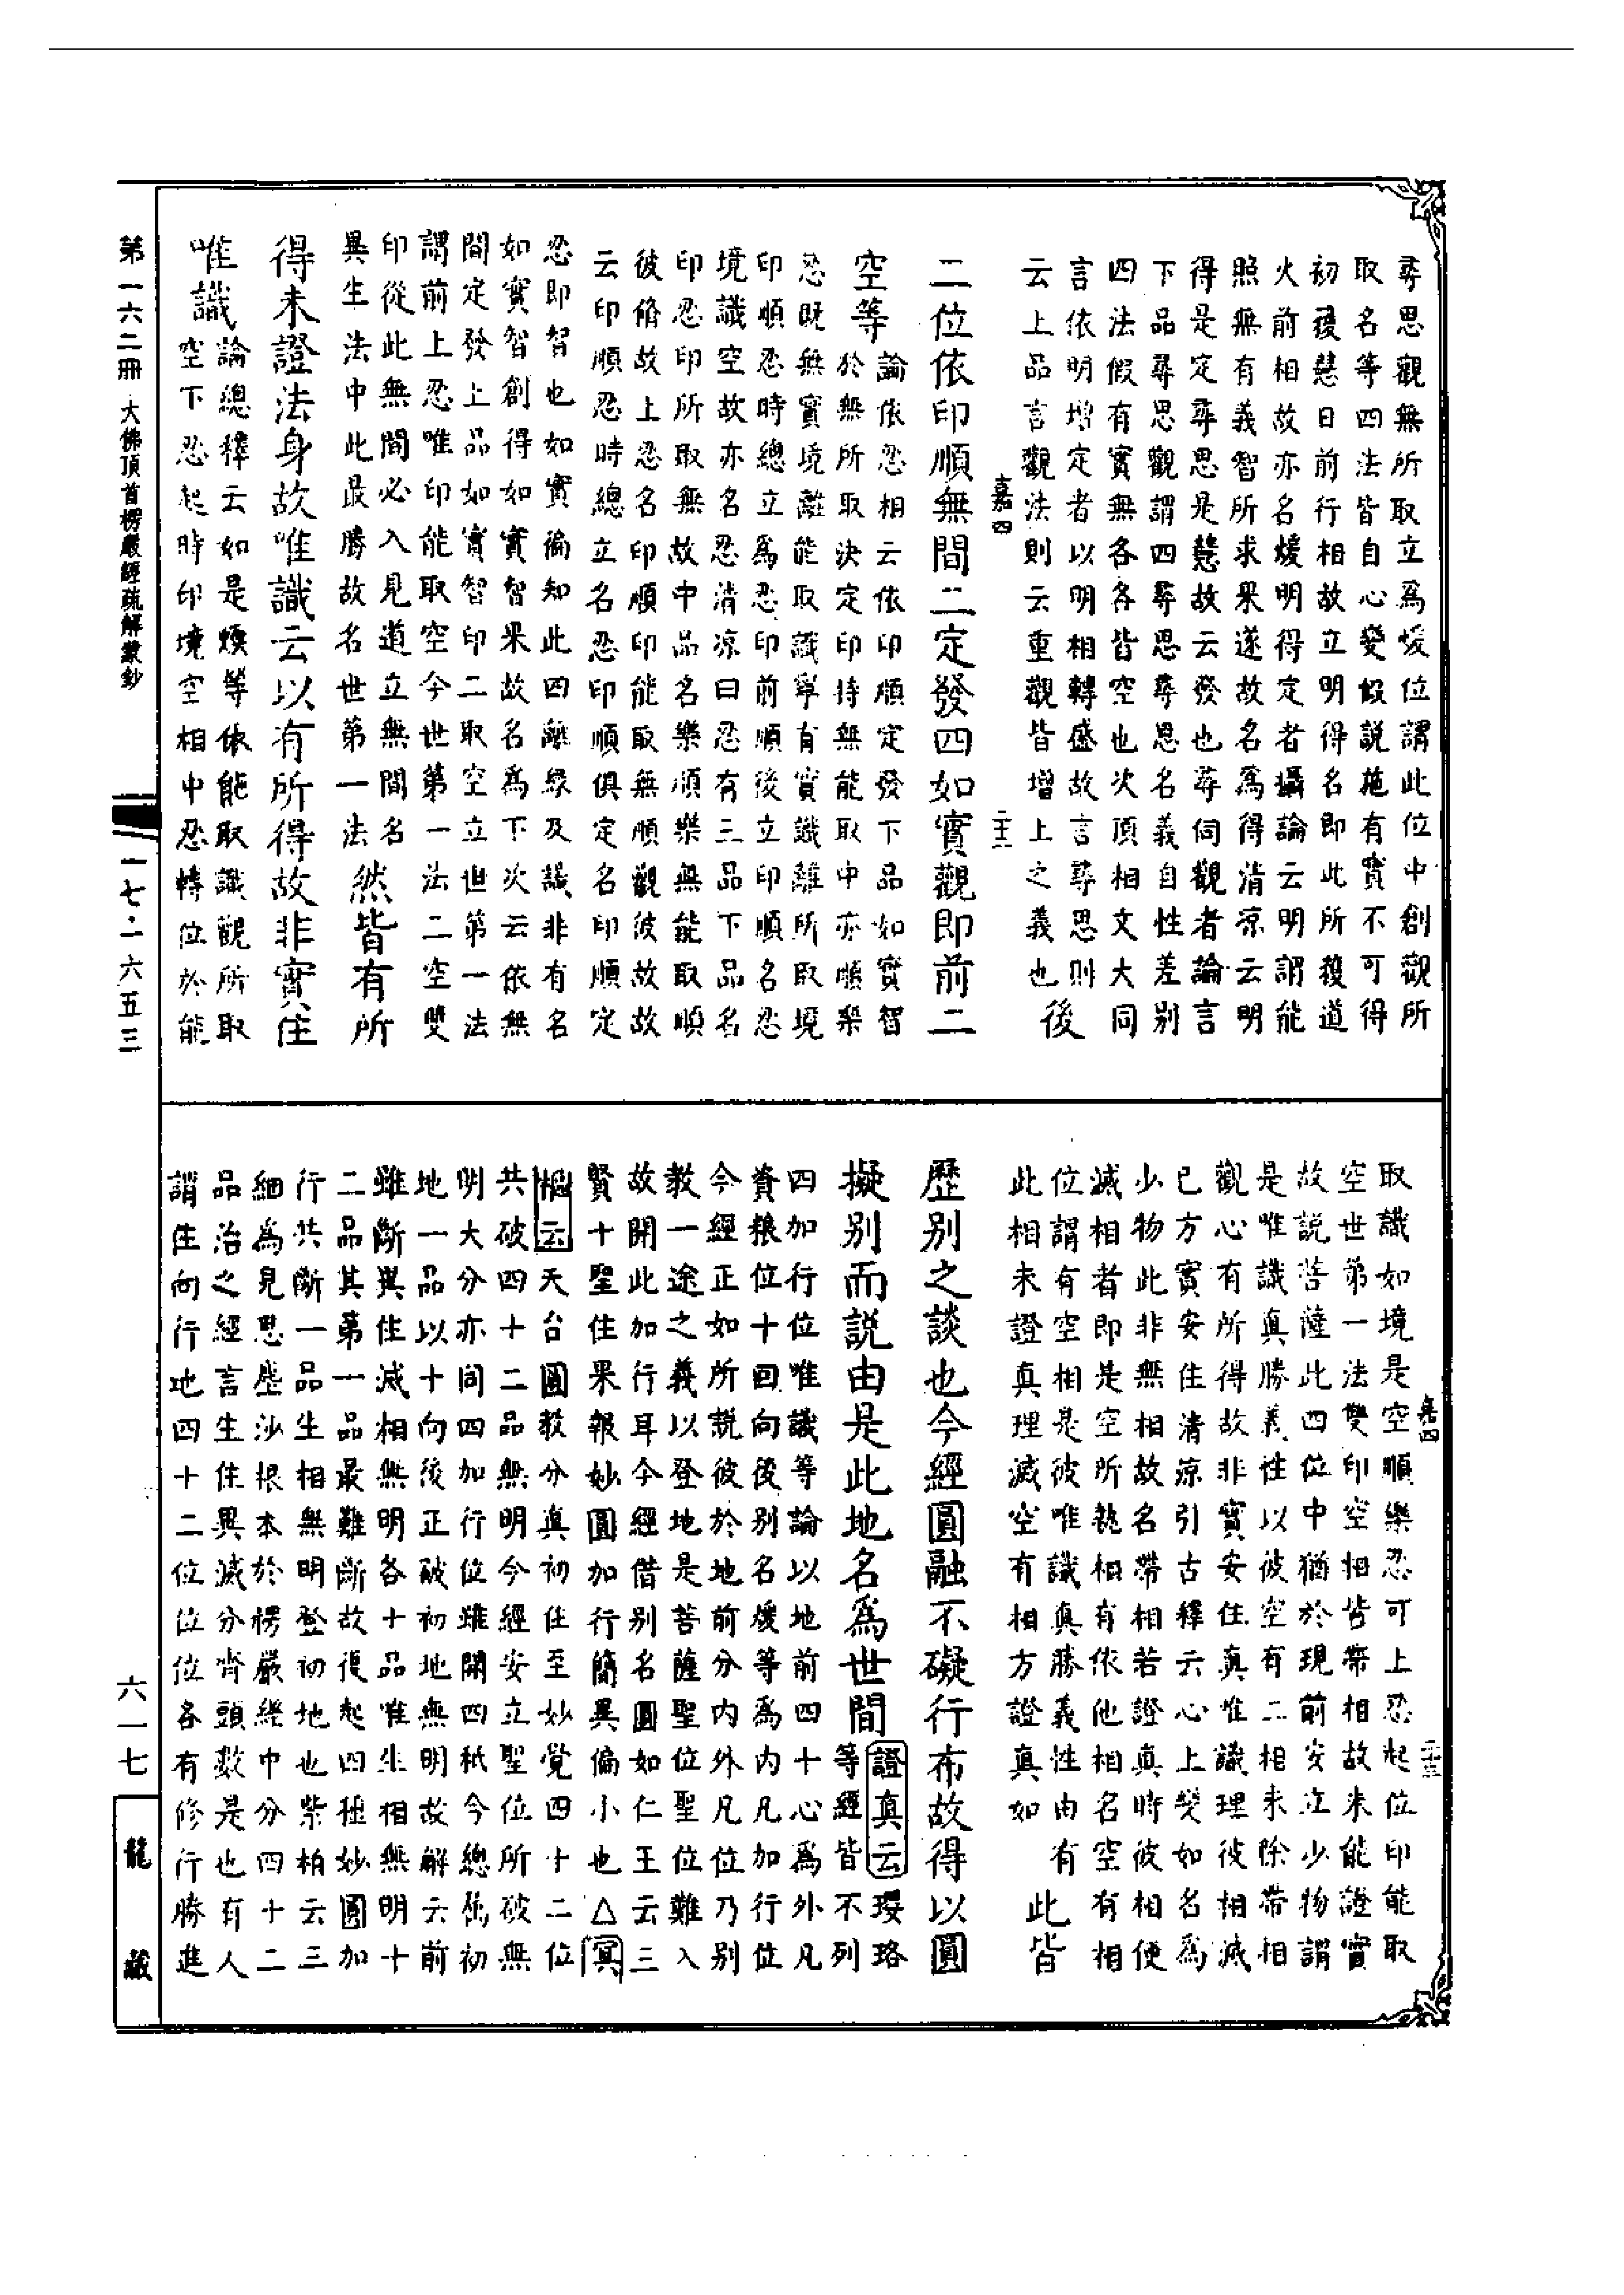 尋思觀無所取立為煖位謂此位中創觀所
取名等四法皆自心變假說施有實不可得
初獲慧日前行相故立明得名即此所獲道
火前相故亦名煖明得定者攝論云明謂能
照無有義智所求果遂故名為得清凉云明
得是定尋思是慧故云發也尋伺觀者論言
下品尋思觀謂四尋思尋思名義自性差別
四法假有實無各各皆空也次頂相文大同
言依明增定者以明相轉盛故言尋思則
云上品言觀法則云重觀皆增上之義也後
嘉四
二位依印順無間二定發四如實觀即前二
空等
論依忍相云依印順定發下品如實智
於無所取決定印持無能取中亦順樂
忍既無實境離能取識寧有實識離所取境
印順忍時總立為忍印前順後立印順名忍
境識空故亦名忍清凉曰忍有三品下品名
印忍印所取無故中品名樂順樂無能取順
彼脩故上忍名印順印能取無順觀彼故故
云印順忍時總立名忍印順俱定名印順定
忍即智也如實徧知此四離緣及識非有名
如實智創得如實智果故名為下次云依無
間定發上品如實智印二取空立世第一法
謂前上忍唯印能取空今世第一法二空雙
印從此無間必入見道立無間名
異生法中此最勝故名世第一法然皆有所
得未證法身故唯識云以有所得故非實住
唯識
論總釋云如是煖等依能取識觀所取
空下忍起時印境空相中忍轉位於能
第一六二冊 大佛頂首楞嚴經疏解蒙鈔
一七·二六五三
取識如境是空順樂忍可上忍起位印能取
空世第一法雙印空相皆帶相故未能證實
故說菩薩此四位中猶於現前安立少物謂
是唯識真勝義性以彼空有二相未除帶相
觀心有所得故非實安住真唯識理彼相滅
已方實安住清凉引古釋云心上變如名為
少物此非無相故名帶相若證真時彼相便
滅相者即是空所執相有依他相名空有相
位謂有空相是彼唯識真勝義性由有
此相未證真理滅空有相方證真如 此皆
嘉四
歷別之談也今經圓融不礙行布故得以圓
擬別而說由是此地名為世間
證真云瓔珞
等經皆不列
四加行位唯識等論以地前四十心為外凡
資粮位十回向後別名煖等為內凡加行位
今經正如所說彼於地前分內外凡位乃別
教一途之義以登地是菩薩聖位聖位難入
故開此加行耳今經借別名圓如仁王云三
賢十聖住果報妙圓加行簡異偏小也△冥
樞云天台圓教分真初住至妙覺四十二位
共破四十二品無明今經安立聖位所破無
明大分亦同四加行位雖開四秖今總屬初
地一品以十向後正破初地無明故解云前
雖斷異住滅相無明各十品唯生相無明十
二品其第一品最難斷故復起四種妙圓加
行共斷一品生相無明登初地也紫柏云三
細為見思塵沙根本於楞嚴經中分四十二
品治之經言生住異滅分齊頭數是也有人
謂住向行地四十二位位位各有修行勝進
六一七
龍藏